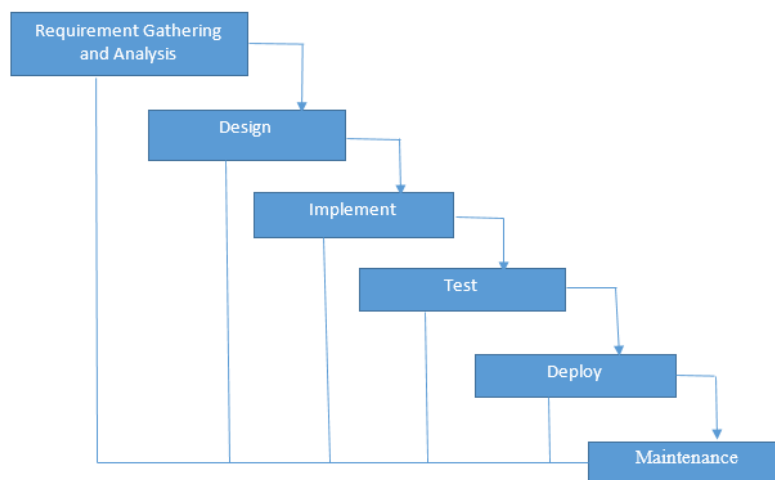 Requirement Gathering
and Analysis
Design
Implement
Test
Deploy
Maintenance